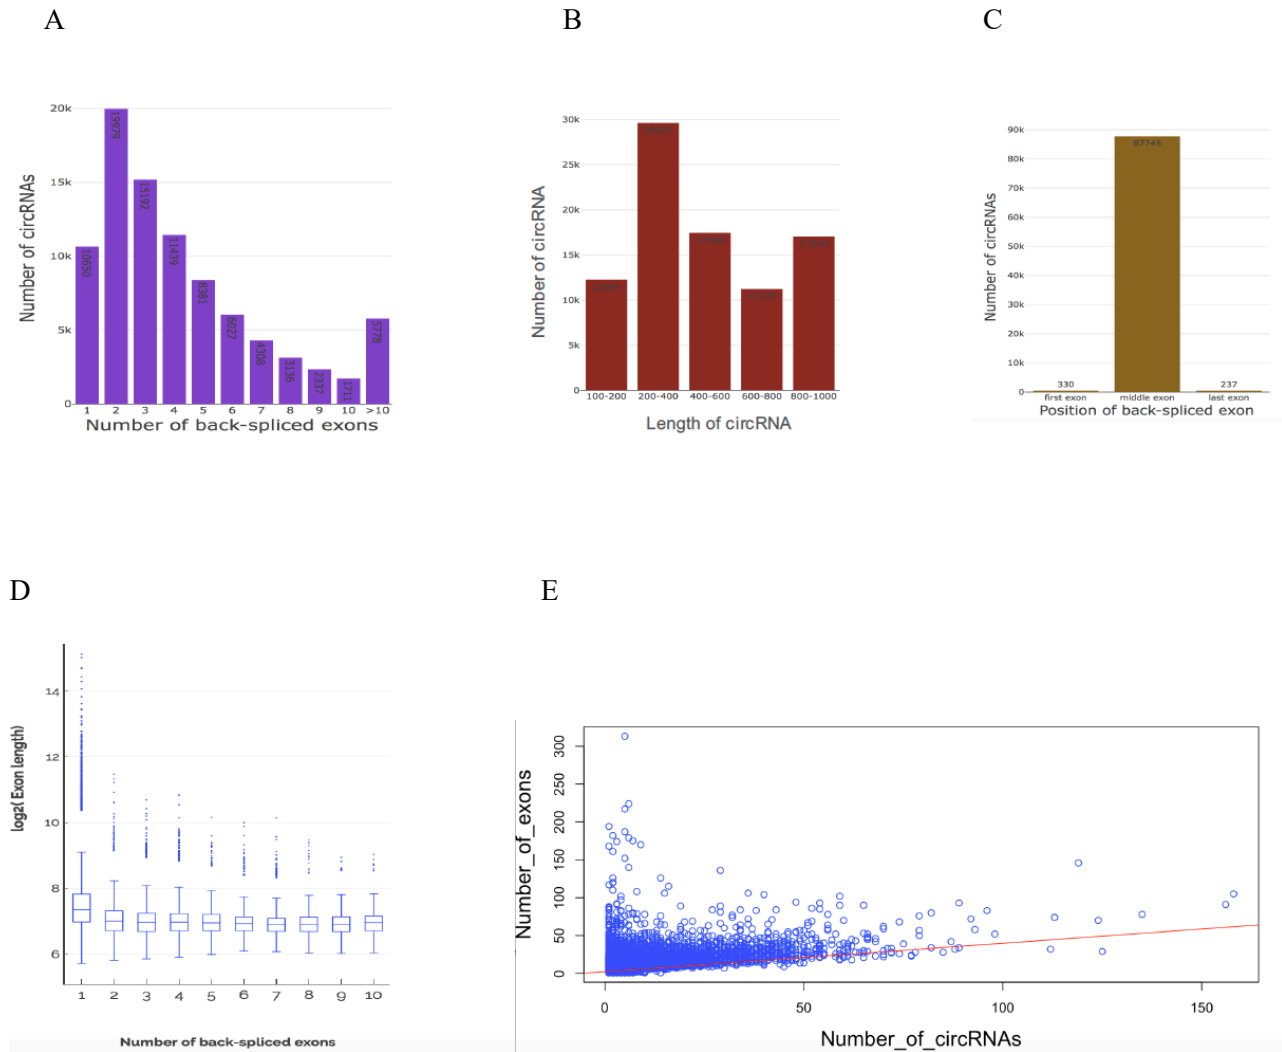 A
B
C
20k
15k
10k
5k
0
Number of circRNAs
10650
19979
15192
11439
8381
6027
4308
3136
2337
1711
5778
1 2 3 4 5 6 7 8 9 10 >10
Number of back-spliced exons
30k
25k
20k
15k
10k
5k
0
Number of circRNA
100-200 200-400 400-600 600-800 800-1000
Length of circRNA
90k
80k
70k
60k
50k
40k
30k
20k
10k
0
Number of circRNAs
330
87745
237
first exon middle exon last exon
Position of back-spliced exon
D
E
14
12
10
8
6
log2( Exon length)
1 2 3 4 5 6 7 8 9 10
Number of back-spliced exons
300
250
200
150
100
50
0
Number_of_exons
0 50 100 150
Number_of_circRNAs